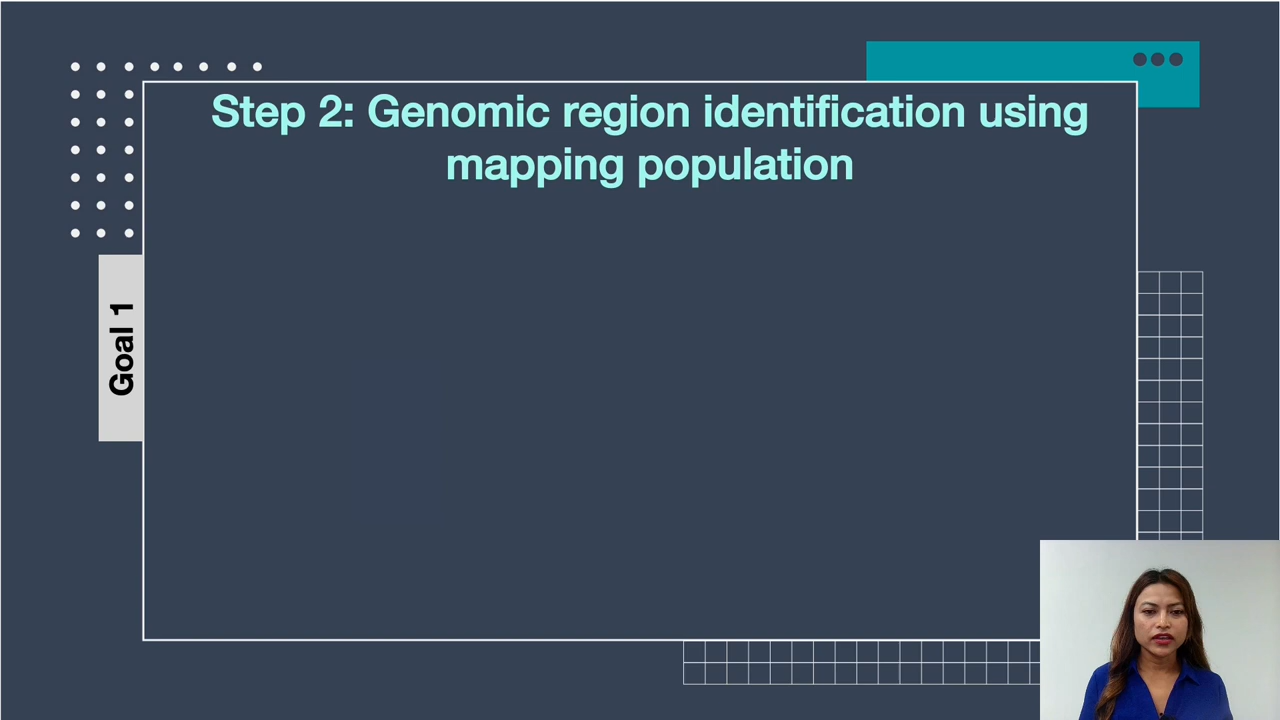 Step 2: Genomic region identification using
mapping population
Goal 1